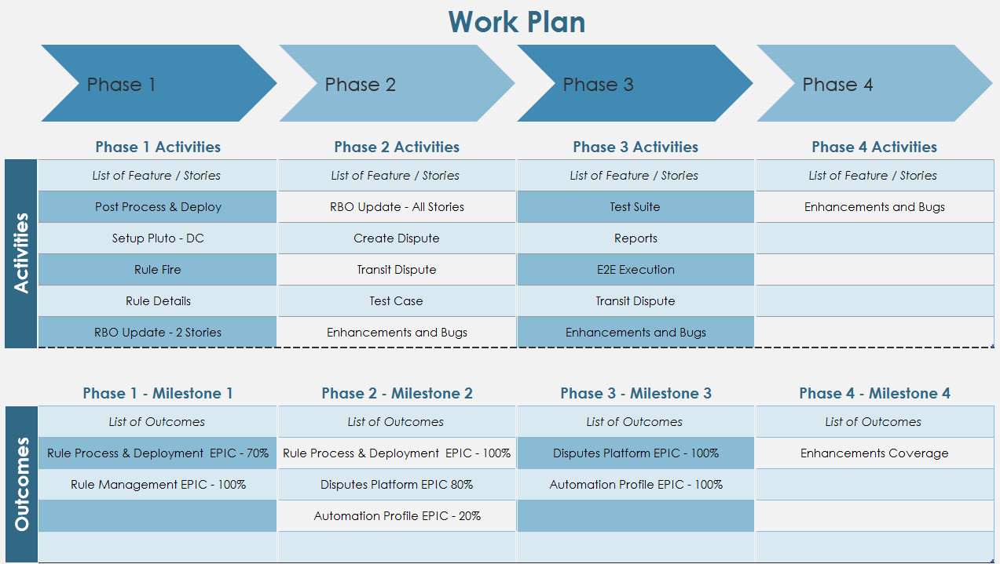 Work Plan
Phase 1
Phase 2
Phase 3
Phase 4
Phase 1 Activities
Phase 2 Activities
Phase 3 Activities
Phase 4 Activities
Activities
List of Feature / Stories
List of Feature / Stories
List of Feature / Stories
List of Feature / Stories
Post Process & Deploy
RBO Update - All Stories
Test Suite
Enhancements and Bugs
Setup Pluto - DC
Create Dispute
Reports
Rule Fire
Transit Dispute
E2E Execution
Rule Details
Test Case
Transit Dispute
RBO Update - 2 Stories
Enhancements and Bugs
Enhancements and Bugs
Phase 1 - Milestone 1
Phase 2 - Milestone 2
Phase 3 - Milestone 3
Phase 4 - Milestone 4
Outcomes
List of Outcomes
List of Outcomes
List of Outcomes
List of Outcomes
Rule Process & Deployment  EPIC - 70%
Rule Process & Deployment  EPIC - 100%
Disputes Platform EPIC - 100%
Enhancements Coverage
Rule Management EPIC - 100%
Disputes Platform EPIC 80%
Automation Profile EPIC - 100%
Automation Profile EPIC - 20%